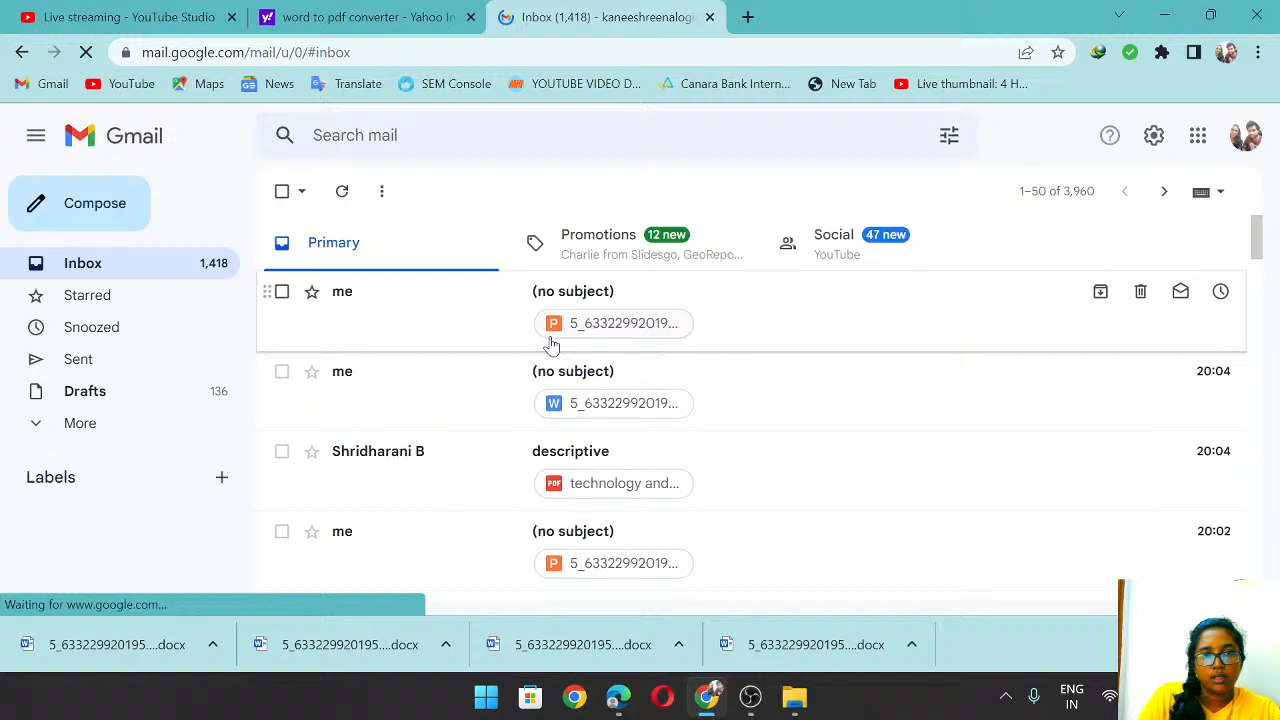 Live streaming - YouTube Studio
word to pdf converter - Yahoo I
Inbox (1,418) - kaneeshreenalogi
mail.google.com/mail/u/0/#inbox
Gmail YouTube Maps News Translate SEM Console YOUTUBE VIDEO D... Canara Bank Intern... New Tab Live thumbnail: 4 H...
Gmail
Search mail
Compose
1–50 of 3,960
Primary
Promotions 12 new
Charlie from Slidesgo, GeoRepo...
Social 47 new
YouTube
Inbox 1,418
Starred
Snoozed
Sent
Drafts 136
More
Labels
me (no subject)
P 5_63322992019...
me (no subject) 20:04
W 5_63322992019...
Shridharani B descriptive 20:04
PDF technology and...
me (no subject) 20:02
P 5_63322992019...
Waiting for www.google.com...
5_633229920195....docx 5_633229920195....docx 5_633229920195....docx 5_633229920195....docx
ENG
IN